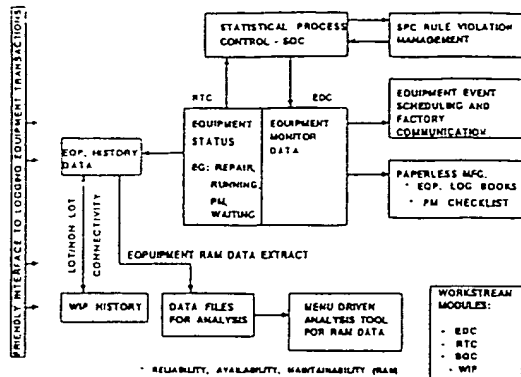 FRIENDLY INTERFACE TO LOGGING EQUIPMENT TRANSACTIONS
STATISTICAL PROCESS
CONTROL - SQC
SPC RULE VIOLATION
MANAGEMENT
RTC
EDC
EQUIPMENT
STATUS
EG: REPAIR,
RUNNING,
PM,
WAITING
EQUIPMENT
MONITOR
DATA
EQUIPMENT EVENT
SCHEDULING AND
FACTORY
COMMUNICATION
EQP. HISTORY
DATA
PAPERLESS MFG.
* EQP. LOG BOOKS
* PM CHECKLIST
LOT/NON LOT
CONNECTIVITY
EQPUIPMENT RAM DATA EXTRACT
WIP HISTORY
DATA FILES
FOR ANALYSIS
MENU DRIVEN
ANALYSIS TOOL
FOR RAM DATA
WORKSTREAM
MODULES:
- EDC
- RTC
- SQC
- WIP
* RELIABILITY, AVAILABILITY, MAINTAINABILITY (RAM)